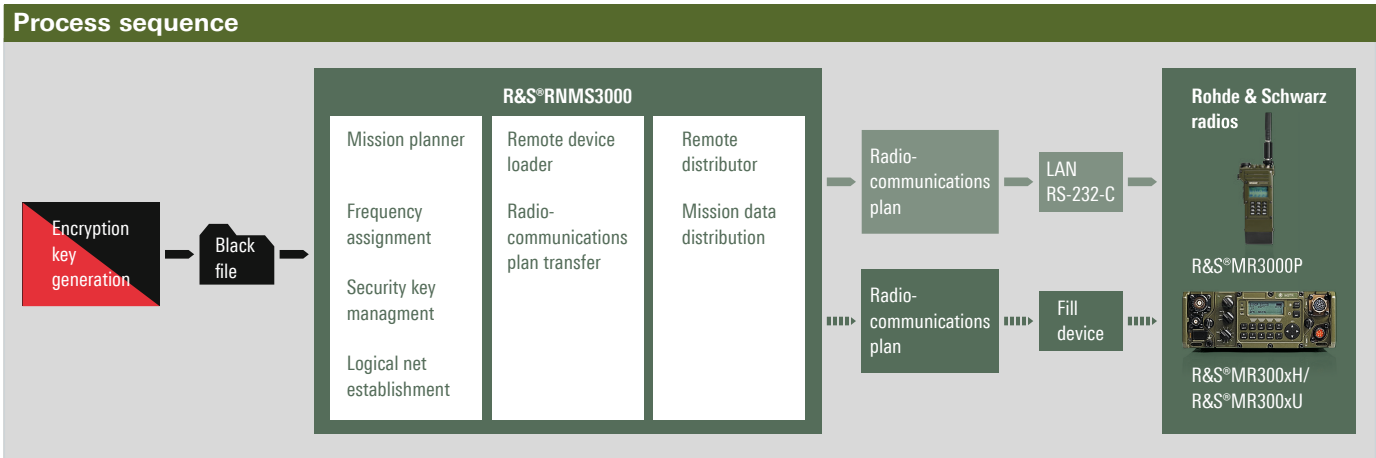 Process sequence
Encryption
key
generation
Black
file
R&S®RNMS3000
Mission planner
Frequency
assignment
Security key
managment
Logical net
establishment
Remote device
loader
Radio-
communications
plan transfer
Remote
distributor
Mission data
distribution
Radio-
communications
plan
LAN
RS-232-C
Radio-
communications
plan
Fill
device
Rohde & Schwarz
radios
R&S®MR3000P
R&S®MR300xH/
R&S®MR300xU